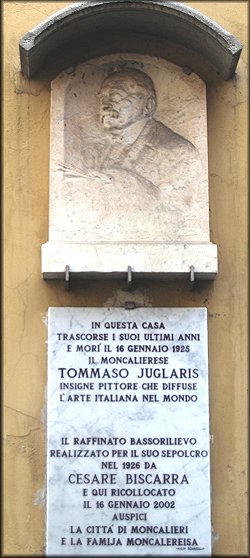 IN QUESTA CASA
TRASCORSE I SUOI ULTIMI ANNI
E MORÌ IL 16 GENNAIO 1925
IL MONCALIERESE
TOMMASO JUGLARIS
INSIGNE PITTORE CHE DIFFUSE
L'ARTE ITALIANA NEL MONDO
IL RAFFINATO BASSORILIEVO
REALIZZATO PER IL SUO SEPOLCRO
NEL 1926 DA
CESARE BISCARRA
E QUI RICOLLOCATO
IL 16 GENNAIO 2002
AUSPICI
LA CITTÀ DI MONCALIERI
E LA FAMIJA MONCALEREISA